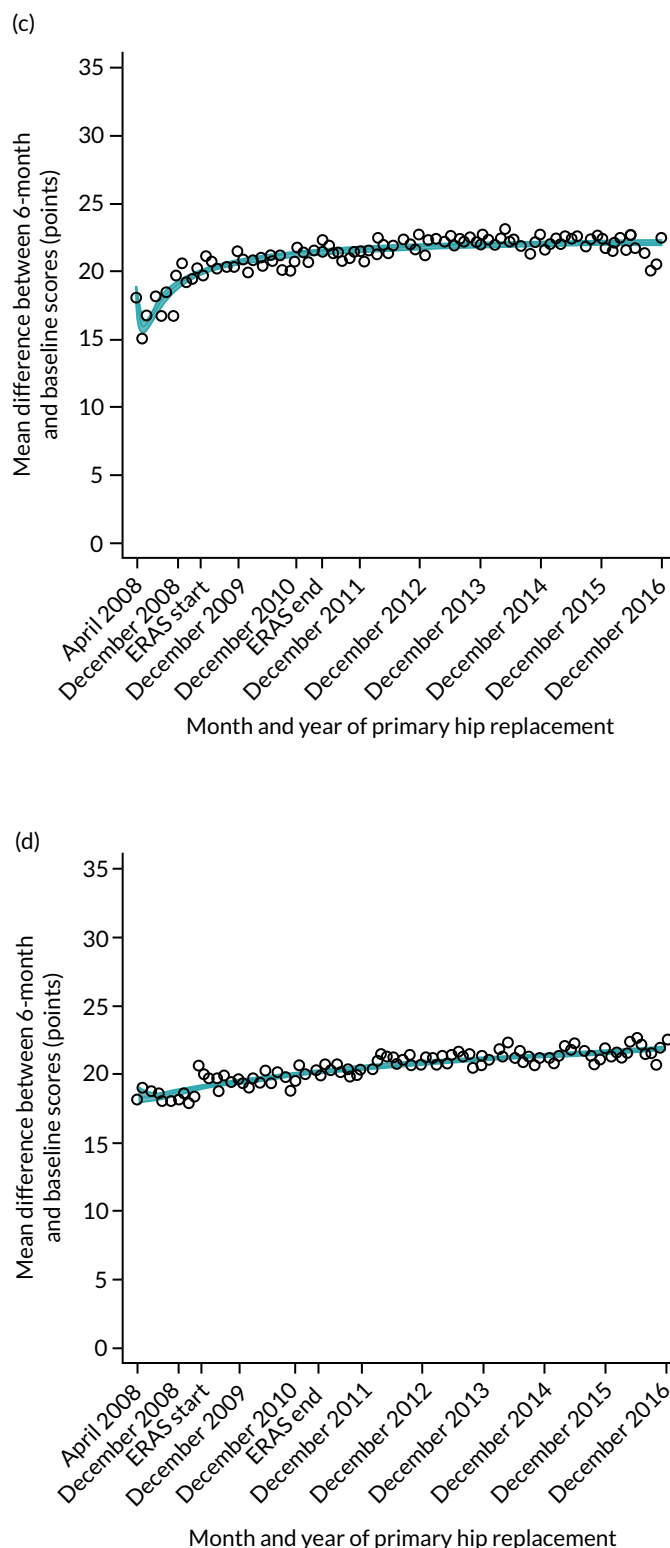 (c)
35
30
25
20
15
10
5
0
Mean difference between 6-month
and baseline scores (points)
April 2008
December 2008
ERAS start
December 2009
December 2010
ERAS end
December 2011
December 2012
December 2013
December 2014
December 2015
December 2016
Month and year of primary hip replacement
(d)
35
30
25
20
15
10
5
0
Mean difference between 6-month
and baseline scores (points)
April 2008
December 2008
ERAS start
December 2009
December 2010
ERAS end
December 2011
December 2012
December 2013
December 2014
December 2015
December 2016
Month and year of primary hip replacement